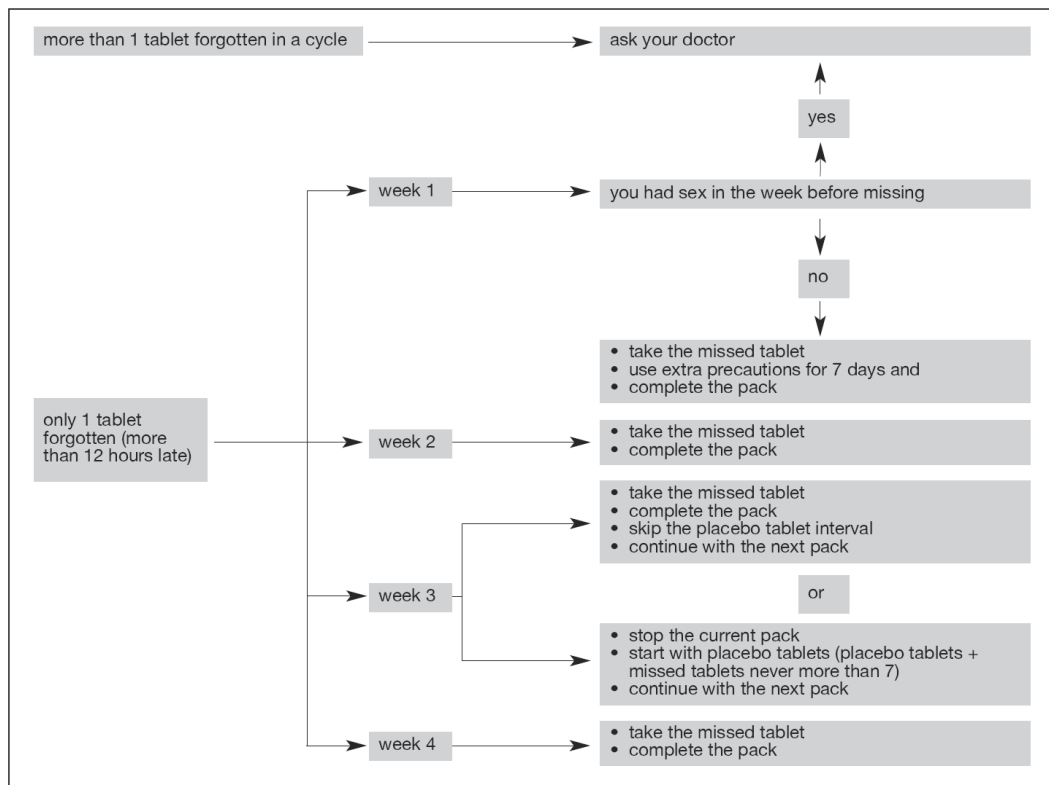 more than 1 tablet forgotten in a cycle
ask your doctor
yes
week 1
you had sex in the week before missing
no
• take the missed tablet
• use extra precautions for 7 days and
• complete the pack
only 1 tablet
forgotten (more
than 12 hours late)
week 2
• take the missed tablet
• complete the pack
week 3
• take the missed tablet
• complete the pack
• skip the placebo tablet interval
• continue with the next pack
or
• stop the current pack
• start with placebo tablets (placebo tablets +
missed tablets never more than 7)
• continue with the next pack
week 4
• take the missed tablet
• complete the pack